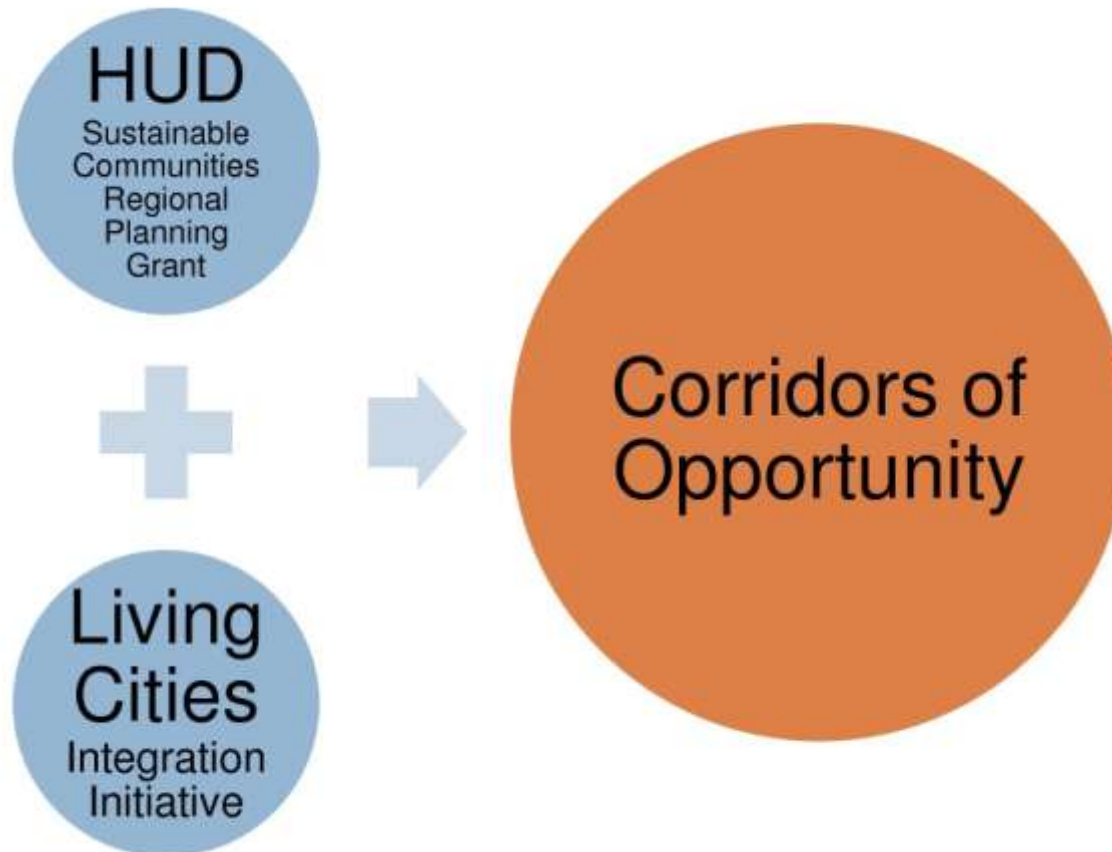 HUD
Sustainable
Communities
Regional
Planning
Grant
Living
Cities
Integration
Initiative
Corridors of
Opportunity